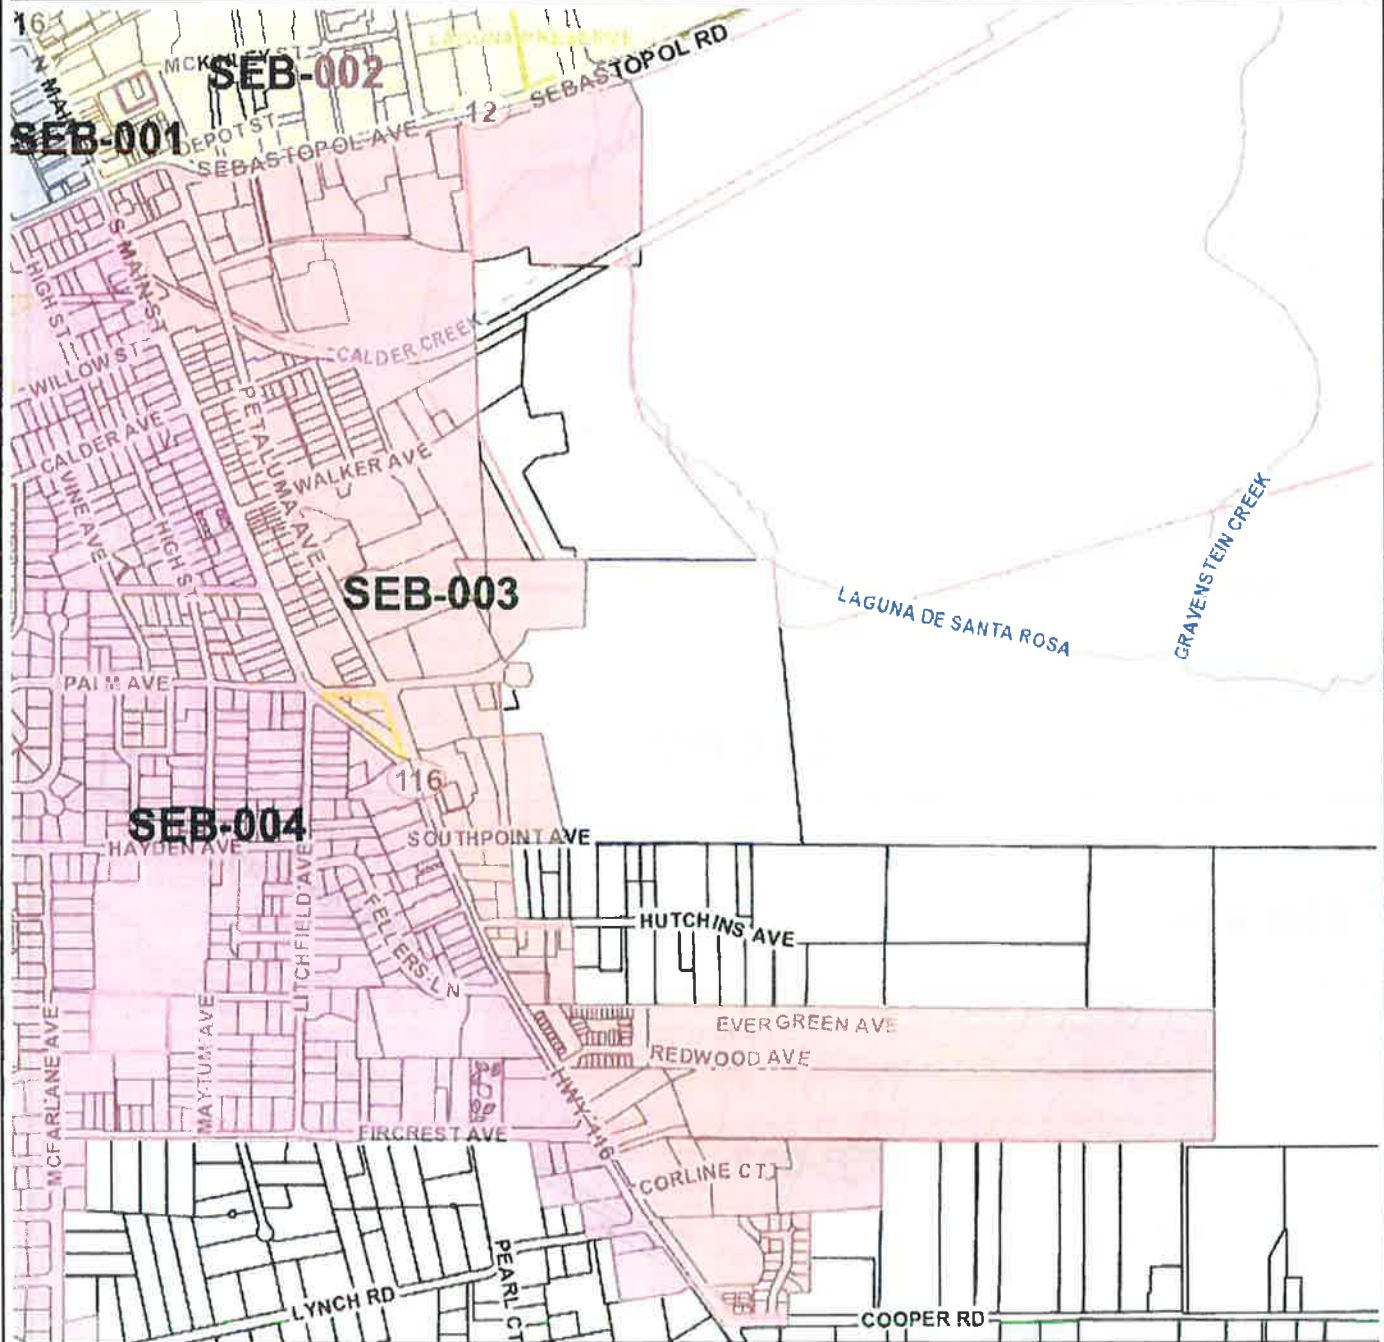 16
N MAIN
MCKINLEY ST
LAGUNA PRESERVE
SEB-002
SEBASTOPOL RD
12
SEB-001
DEPOT ST
SEBASTOPOL AVE
S MAIN ST
HIGH ST
CALDER CREEK
WILLOW ST
PETALUMA AVE
CALDER AVE
WALKER AVE
VINE AVE
HIGH ST
GRAVENSTEIN CREEK
SEB-003
LAGUNA DE SANTA ROSA
PALM AVE
116
SEB-004
HAYDEN AVE
SOUTHPOINT AVE
LITCHFIELD AVE
FELLERS LN
HUTCHINS AVE
MCFARLANE AVE
MAYTUM AVE
EVERGREEN AVE
REDWOOD AVE
HWY 116
FIRCREST AVE
CORLINE CT
PEARL CT
LYNCH RD
COOPER RD